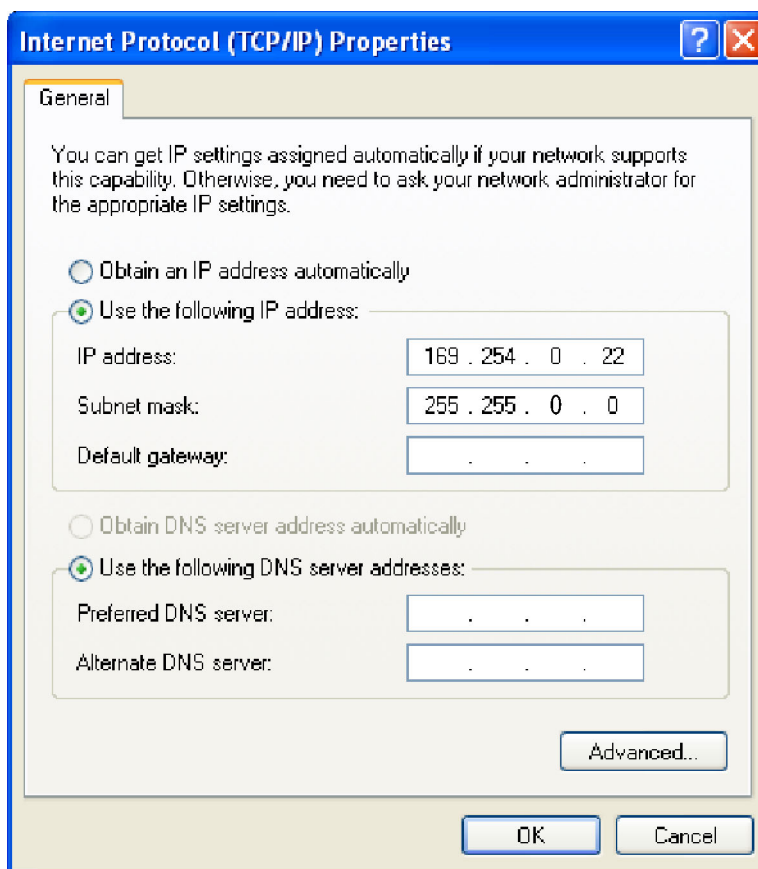 Internet Protocol (TCP/IP) Properties
General
You can get IP settings assigned automatically if your network supports
this capability. Otherwise, you need to ask your network administrator for
the appropriate IP settings.
Obtain an IP address automatically
Use the following IP address:
IP address: 169 . 254 . 0 . 22
Subnet mask: 255 . 255 . 0 . 0
Default gateway: . . .
Obtain DNS server address automatically
Use the following DNS server addresses:
Preferred DNS server: . . .
Alternate DNS server: . . .
Advanced...
OK Cancel